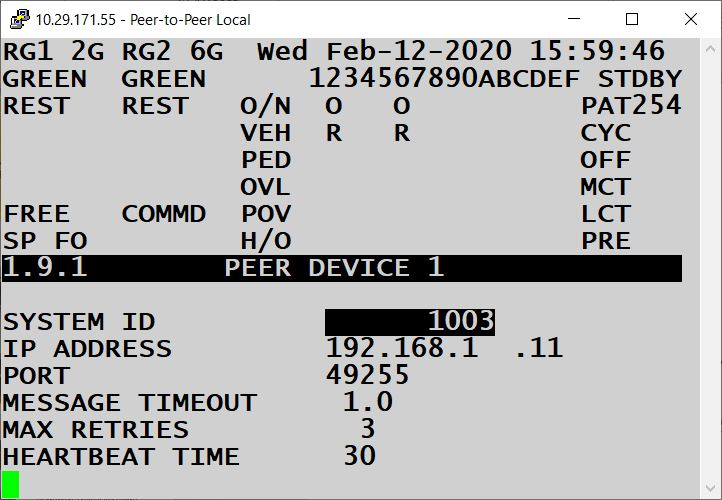 10.29.171.55 - Peer-to-Peer Local
RG1 2G RG2 6G  Wed Feb-12-2020 15:59:46
GREEN  GREEN      1234567890ABCDEF STDBY
REST   REST   O/N  O   O          PAT254
              VEH  R   R          CYC
              PED                 OFF
              OVL                 MCT
FREE   COMMD  POV                 LCT
SP FO         H/O                 PRE
1.9.1        PEER DEVICE 1
SYSTEM ID                1003
IP ADDRESS         192.168.1  .11
PORT               49255
MESSAGE TIMEOUT     1.0
MAX RETRIES          3
HEARTBEAT TIME      30